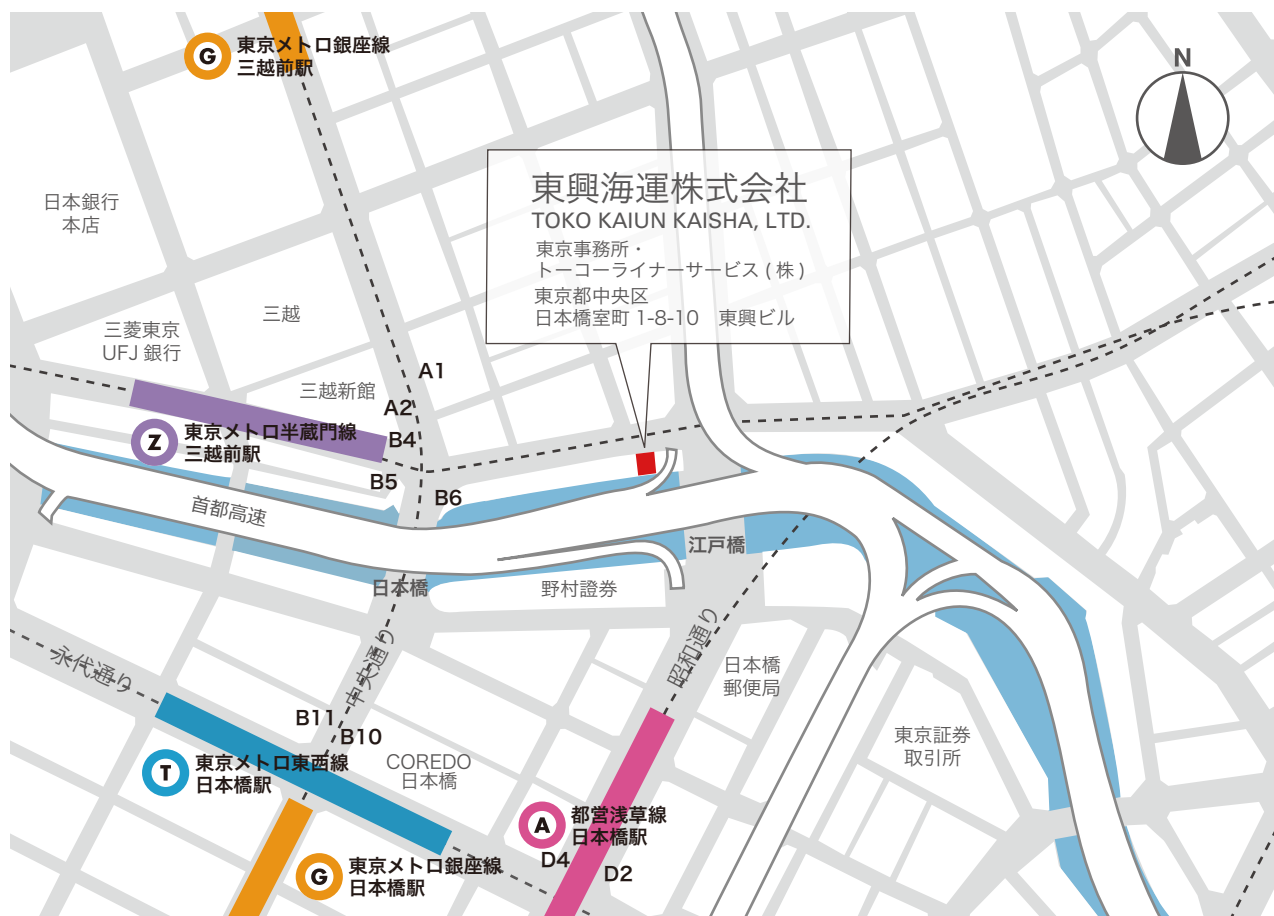 G
東京メトロ銀座線
三越前駅
N
東興海運株式会社
TOKO KAIUN KAISHA, LTD.
東京事務所・
トーコーライナーサービス ( 株 )
東京都中央区
日本橋室町 1-8-10　東興ビル
日本銀行
本店
三越
三菱東京
UFJ 銀行
三越新館
A1
A2
B4
Z
東京メトロ半蔵門線
三越前駅
B5
B6
首都高速
江戸橋
日本橋
野村證券
永代通り
中央通り
昭和通り
日本橋
郵便局
B11
B10
東京証券
取引所
T
東京メトロ東西線
日本橋駅
COREDO
日本橋
A
都営浅草線
日本橋駅
D4
D2
G
東京メトロ銀座線
日本橋駅